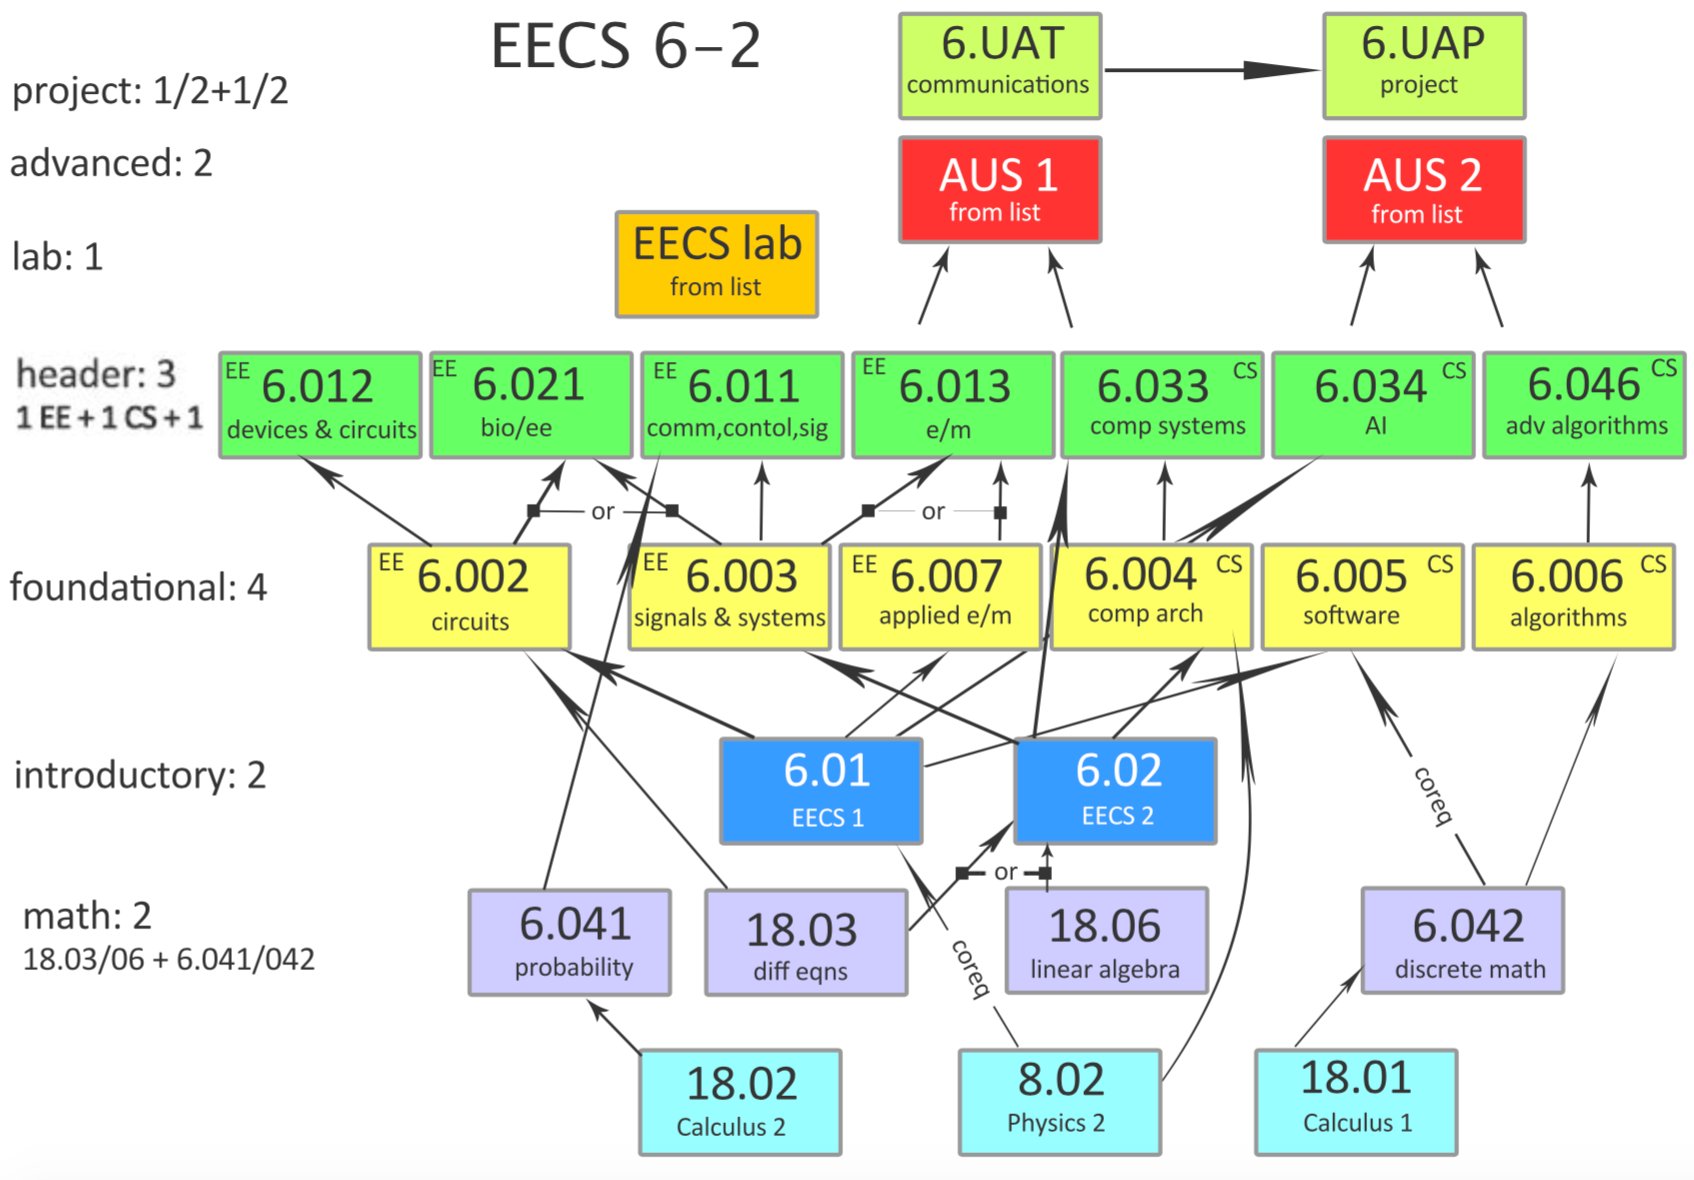 EECS 6–2
6.UAT
communications
6.UAP
project
project: 1/2+1/2
advanced: 2
AUS 1
from list
AUS 2
from list
lab: 1
EECS lab
from list
header: 3
1 EE + 1 CS + 1
EE 6.012
devices & circuits
EE 6.021
bio/ee
EE 6.011
comm,contol,sig
EE 6.013
e/m
6.033 CS
comp systems
6.034 CS
AI
6.046 CS
adv algorithms
or
or
foundational: 4
EE 6.002
circuits
EE 6.003
signals & systems
EE 6.007
applied e/m
6.004 CS
comp arch
6.005 CS
software
6.006 CS
algorithms
introductory: 2
6.01
EECS 1
6.02
EECS 2
coreq
or
math: 2
18.03/06 + 6.041/042
6.041
probability
18.03
diff eqns
coreq
18.06
linear algebra
6.042
discrete math
18.02
Calculus 2
8.02
Physics 2
18.01
Calculus 1